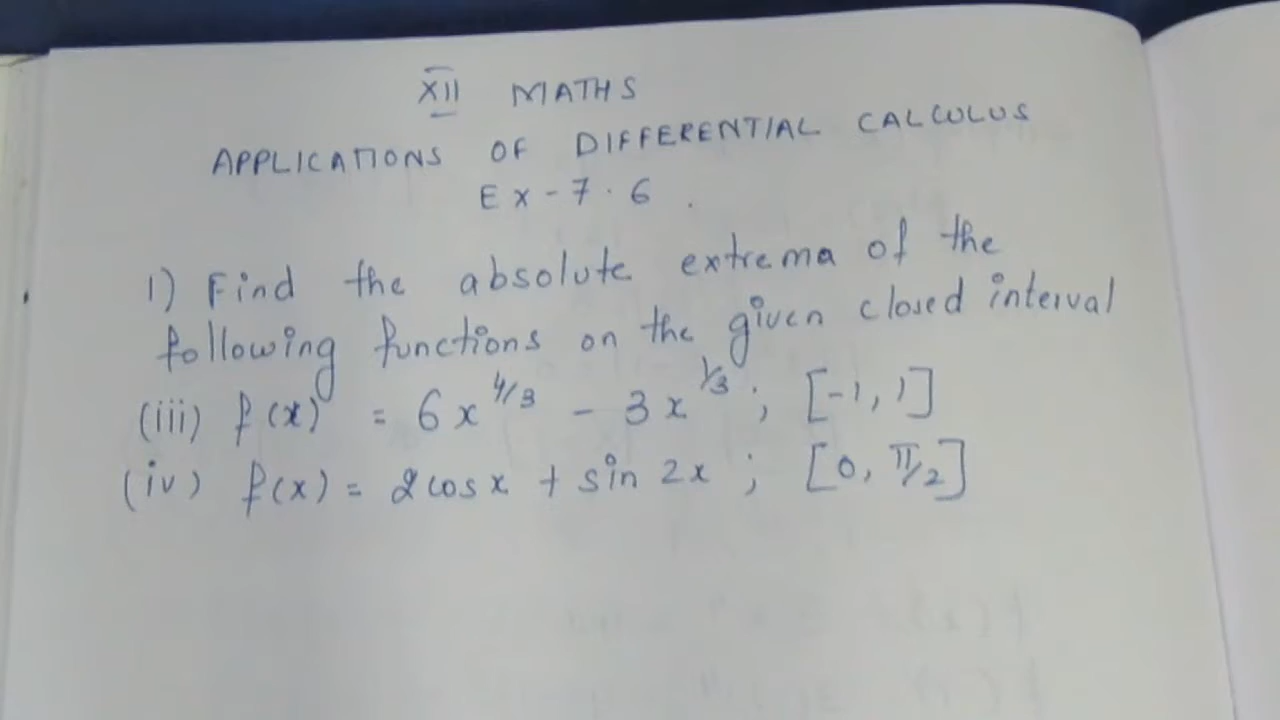 XII MATHS
APPLICATIONS OF DIFFERENTIAL CALCULUS
EX-7.6.
1) Find the absolute extrema of the
following functions on the given closed interval
(iii) f(x) = 6x^4/3 - 3x^1/3 ; [-1, 1]
(iv) f(x) = 2cosx + sin 2x ; [0, π/2]